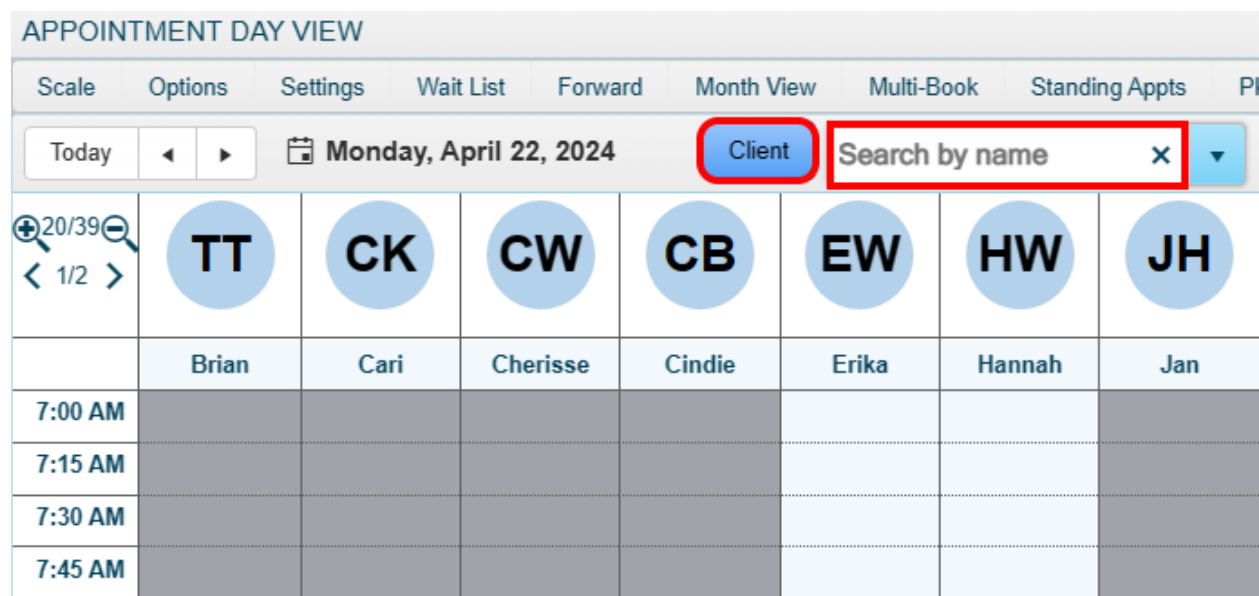 APPOINTMENT DAY VIEW
Scale Options Settings Wait List Forward Month View Multi-Book Standing Appts
Today Monday, April 22, 2024 Client Search by name ×
20/39 TT CK CW CB EW HW JH
1/2
Brian Cari Cherisse Cindie Erika Hannah Jan
7:00 AM
7:15 AM
7:30 AM
7:45 AM